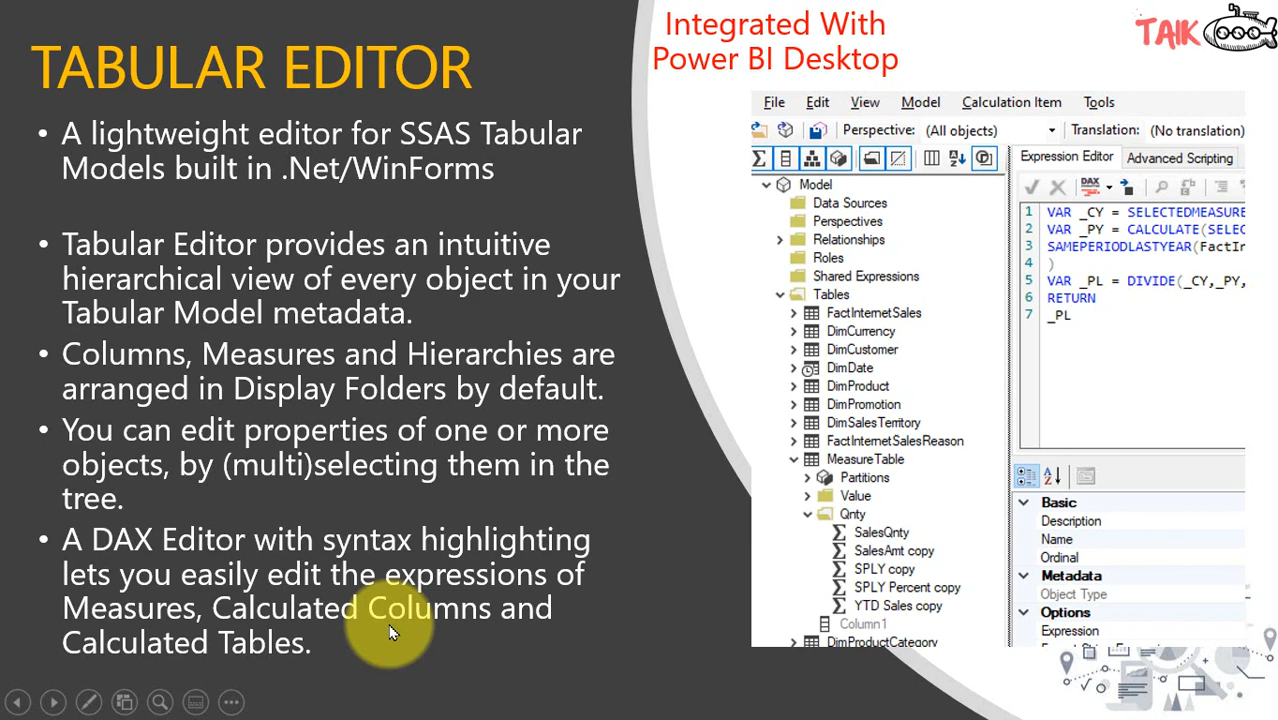 TABULAR EDITOR
• A lightweight editor for SSAS Tabular
Models built in .Net/WinForms
• Tabular Editor provides an intuitive
hierarchical view of every object in your
Tabular Model metadata.
• Columns, Measures and Hierarchies are
arranged in Display Folders by default.
• You can edit properties of one or more
objects, by (multi)selecting them in the
tree.
• A DAX Editor with syntax highlighting
lets you easily edit the expressions of
Measures, Calculated Columns and
Calculated Tables.
Integrated With
Power BI Desktop
TAIK
File Edit View Model Calculation Item Tools
Perspective: (All objects) Translation: (No translation)
Model
Data Sources
Perspectives
Relationships
Roles
Shared Expressions
Tables
FactInternetSales
DimCurrency
DimCustomer
DimDate
DimProduct
DimPromotion
DimSalesTerritory
FactInternetSalesReason
MeasureTable
Partitions
Value
Qnty
SalesQnty
SalesAmt copy
SPLY copy
SPLY Percent copy
YTD Sales copy
Column1
DimProductCategory
Expression Editor Advanced Scripting
DAX
1 VAR _CY = SELECTEDMEASURE
2 VAR _PY = CALCULATE(SELEC
3 SAMEPERIODLASTYEAR(FactIn
4 )
5 VAR _PL = DIVIDE(_CY,_PY,
6 RETURN
7 _PL
Basic
Description
Name
Ordinal
Metadata
Object Type
Options
Expression